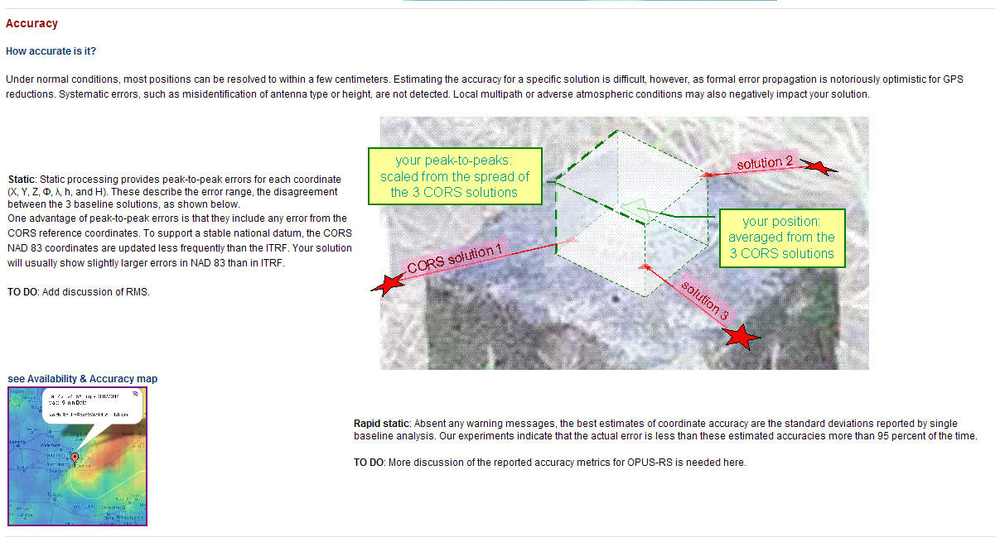 Accuracy
How accurate is it?
Under normal conditions, most positions can be resolved to within a few centimeters. Estimating the accuracy for a specific solution is difficult, however, as formal error propagation is notoriously optimistic for GPS
reductions. Systematic errors, such as misidentification of antenna type or height, are not detected. Local multipath or adverse atmospheric conditions may also negatively impact your solution.
Static: Static processing provides peak-to-peak errors for each coordinate
(X, Y, Z, Φ, λ, h, and H). These describe the error range, the disagreement
between the 3 baseline solutions, as shown below.
One advantage of peak-to-peak errors is that they include any error from the
CORS reference coordinates. To support a stable national datum, the CORS
NAD 83 coordinates are updated less frequently than the ITRF. Your solution
will usually show slightly larger errors in NAD 83 than in ITRF.
TO DO: Add discussion of RMS.
your peak-to-peaks:
scaled from the spread of
the 3 CORS solutions
solution 2
your position:
averaged from the
3 CORS solutions
CORS solution 1
solution 3
see Availability & Accuracy map
Toledo
Cleveland
Rapid static: Absent any warning messages, the best estimates of coordinate accuracy are the standard deviations reported by single
baseline analysis. Our experiments indicate that the actual error is less than these estimated accuracies more than 95 percent of the time.
TO DO: More discussion of the reported accuracy metrics for OPUS-RS is needed here.